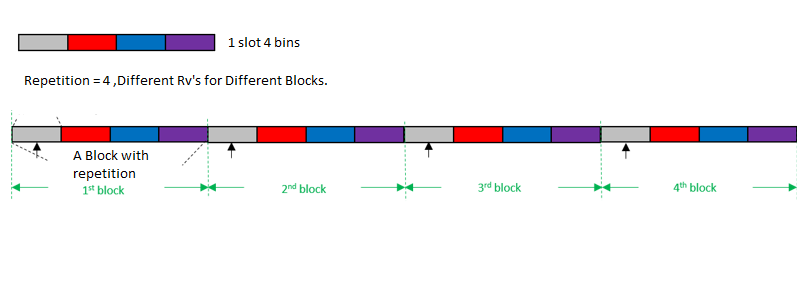 1 slot 4 bins
Repetition = 4 ,Different Rv's for Different Blocks.
A Block with
repetition
1st block
2nd block
3rd block
4th block